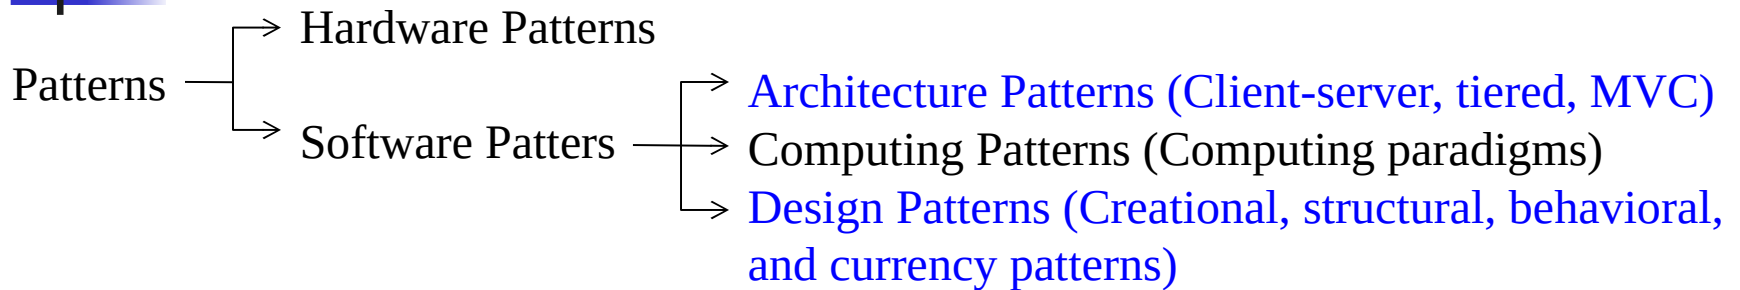 Hardware Patterns
Patterns
Software Patters
Architecture Patterns (Client-server, tiered, MVC)
Computing Patterns (Computing paradigms)
Design Patterns (Creational, structural, behavioral,
and currency patterns)